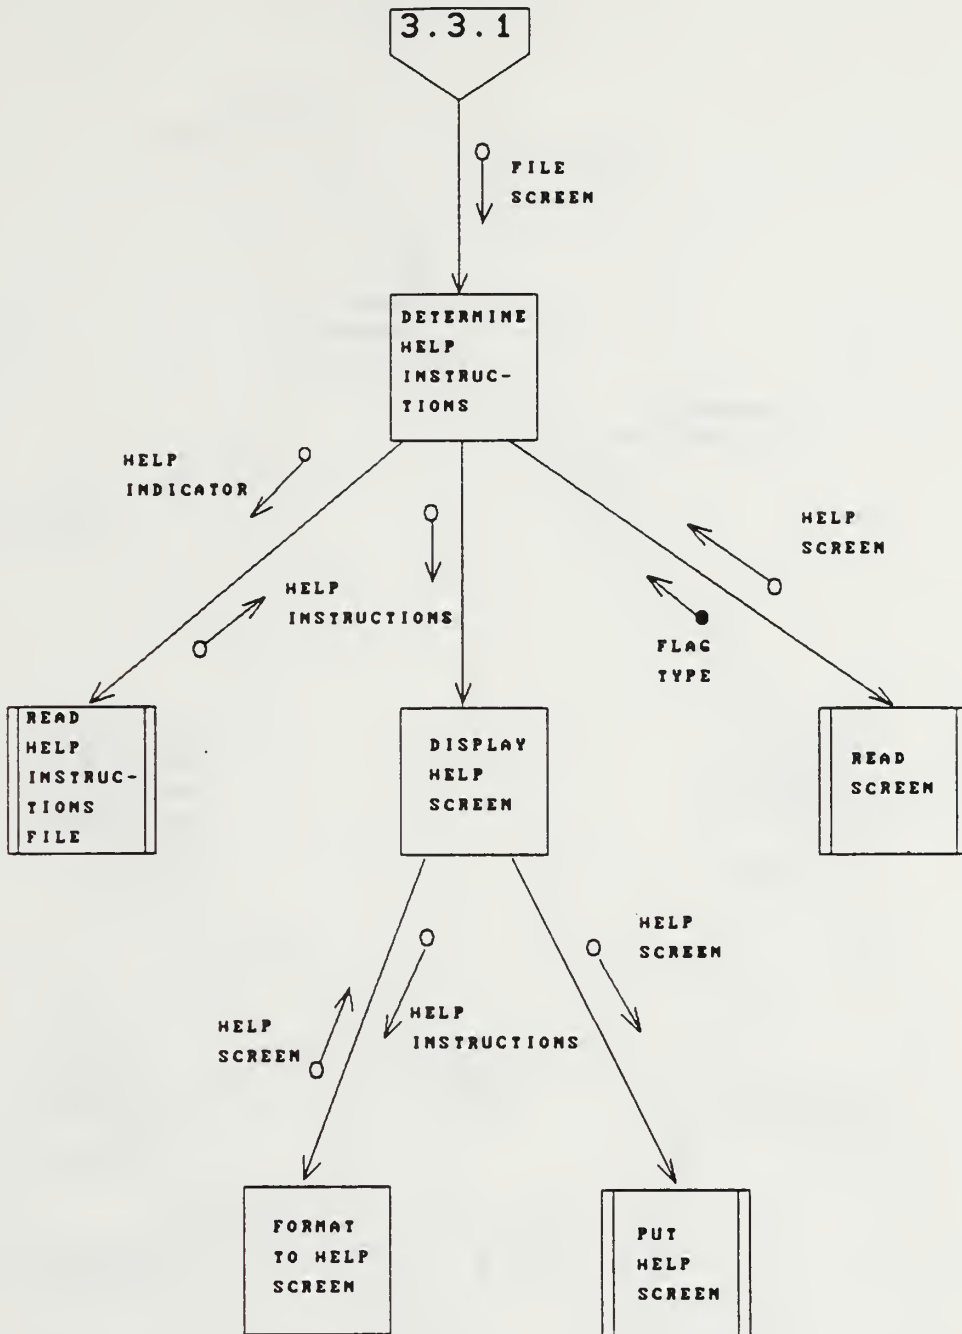 3.3.1
FILE
SCREEN
DETERMINE
HELP
INSTRUC-
TIONS
HELP
INDICATOR
HELP
INSTRUCTIONS
HELP
SCREEN
FLAG
TYPE
READ
HELP
INSTRUC-
TIONS
FILE
DISPLAY
HELP
SCREEN
READ
SCREEN
HELP
SCREEN
HELP
INSTRUCTIONS
HELP
SCREEN
FORMAT
TO HELP
SCREEN
PUT
HELP
SCREEN